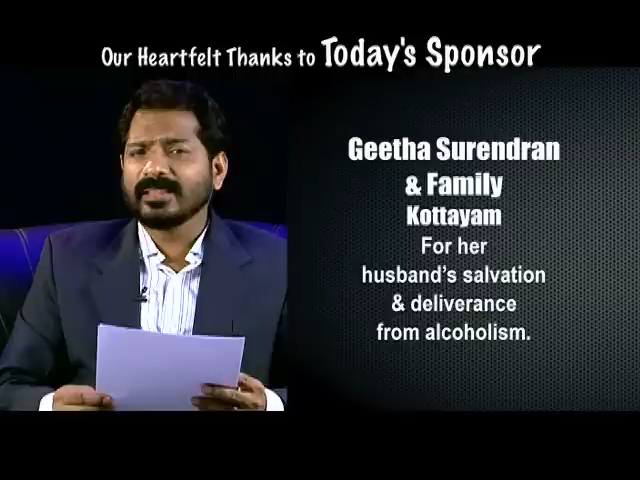 Our Heartfelt Thanks to Today's Sponsor
Geetha Surendran
& Family
Kottayam
For her
husband's salvation
& deliverance
from alcoholism.